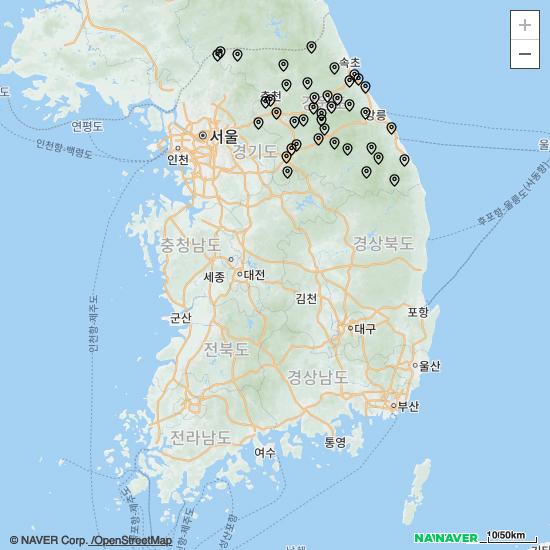 +
−
속초
춘천
강릉
연평도
서울
인천항-백령도
인천
경기도
후포항-울릉도(사동항)
충청남도
경상북도
세종
대전
인천항-제주도
김천
군산
포항
대구
전북도
경상남도
울산
부산
전라남도
통영
여수
© NAVER Corp. /OpenStreetMap
NAVER
10/50km